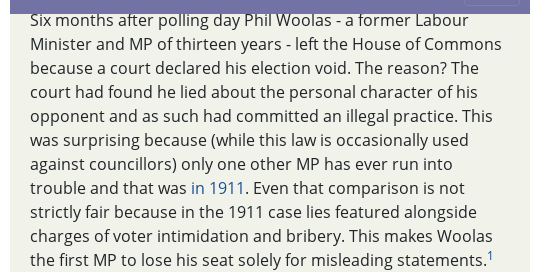 Six months after polling day Phil Woolas - a former Labour
Minister and MP of thirteen years - left the House of Commons
because a court declared his election void. The reason? The
court had found he lied about the personal character of his
opponent and as such had committed an illegal practice. This
was surprising because (while this law is occasionally used
against councillors) only one other MP has ever run into
trouble and that was in 1911. Even that comparison is not
strictly fair because in the 1911 case lies featured alongside
charges of voter intimidation and bribery. This makes Woolas
the first MP to lose his seat solely for misleading statements.1